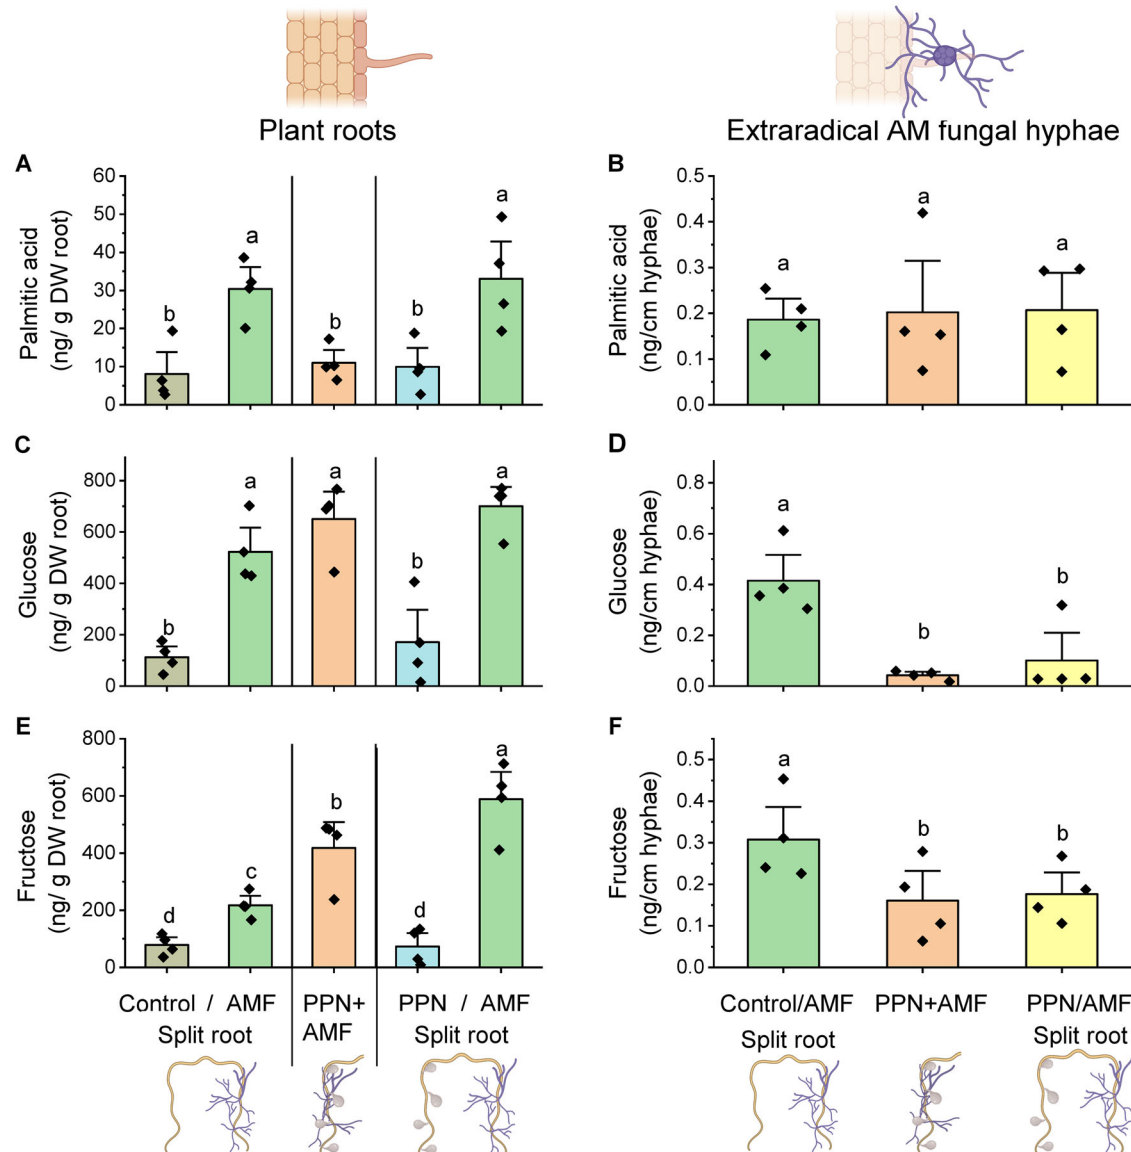 Plant roots
Extraradical AM fungal hyphae
A
Palmitic acid
(ng/ g DW root)
60
50
40
30
20
10
0
b
a
b
b
a
B
Palmitic acid
(ng/cm hyphae)
0.5
0.4
0.3
0.2
0.1
0.0
a
a
a
C
Glucose
(ng/ g DW root)
800
600
400
200
0
b
a
a
b
a
D
Glucose
(ng/cm hyphae)
0.8
0.6
0.4
0.2
0.0
a
b
b
E
Fructose
(ng/ g DW root)
800
600
400
200
0
d
c
b
d
a
F
Fructose
(ng/cm hyphae)
0.5
0.4
0.3
0.2
0.1
0.0
a
b
b
Control / AMF
Split root
PPN+
AMF
PPN / AMF
Split root
Control/AMF
Split root
PPN+AMF
PPN/AMF
Split root